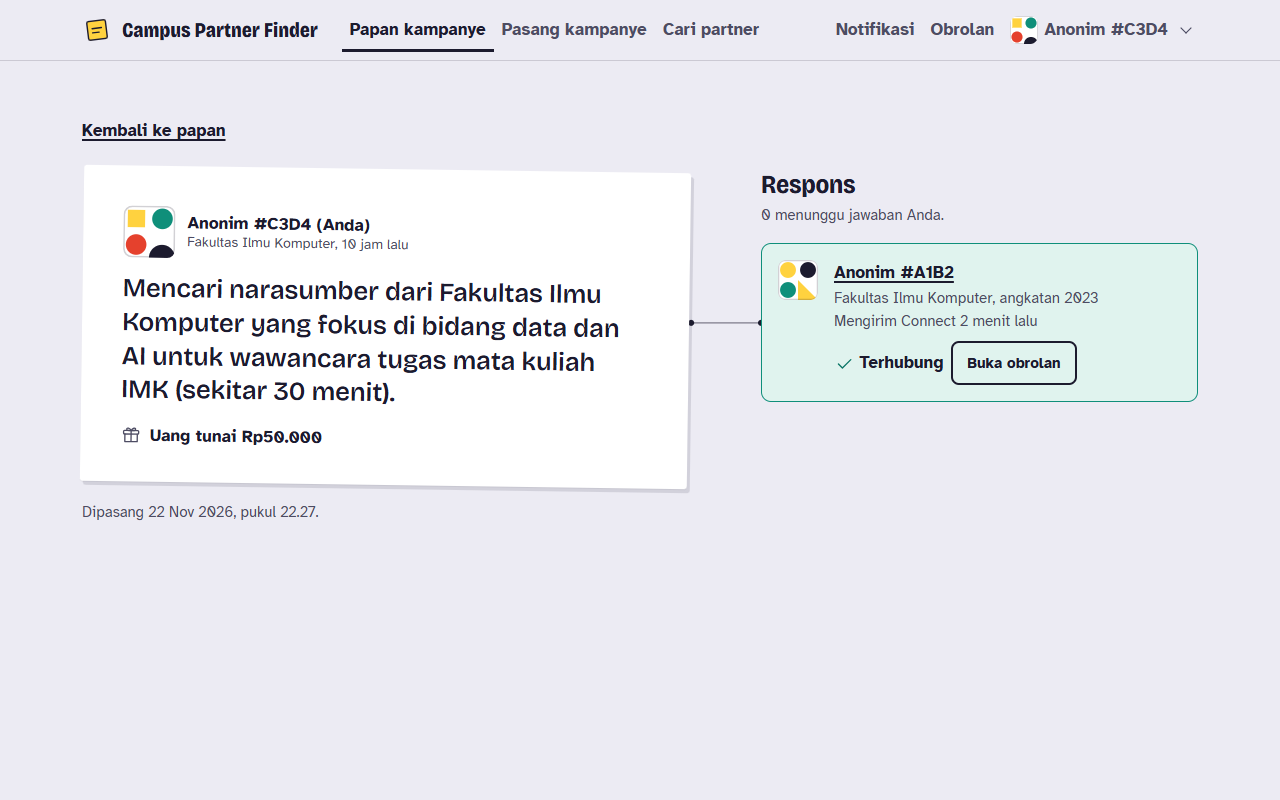 Campus Partner Finder
Papan kampanye
Pasang kampanye
Cari partner
Notifikasi
Obrolan
Anonim #C3D4
Kembali ke papan
Anonim #C3D4 (Anda)
Fakultas Ilmu Komputer, 10 jam lalu
Mencari narasumber dari Fakultas Ilmu
Komputer yang fokus di bidang data dan
AI untuk wawancara tugas mata kuliah
IMK (sekitar 30 menit).
Uang tunai Rp50.000
Dipasang 22 Nov 2026, pukul 22.27.
Respons
0 menunggu jawaban Anda.
Anonim #A1B2
Fakultas Ilmu Komputer, angkatan 2023
Mengirim Connect 2 menit lalu
Terhubung
Buka obrolan